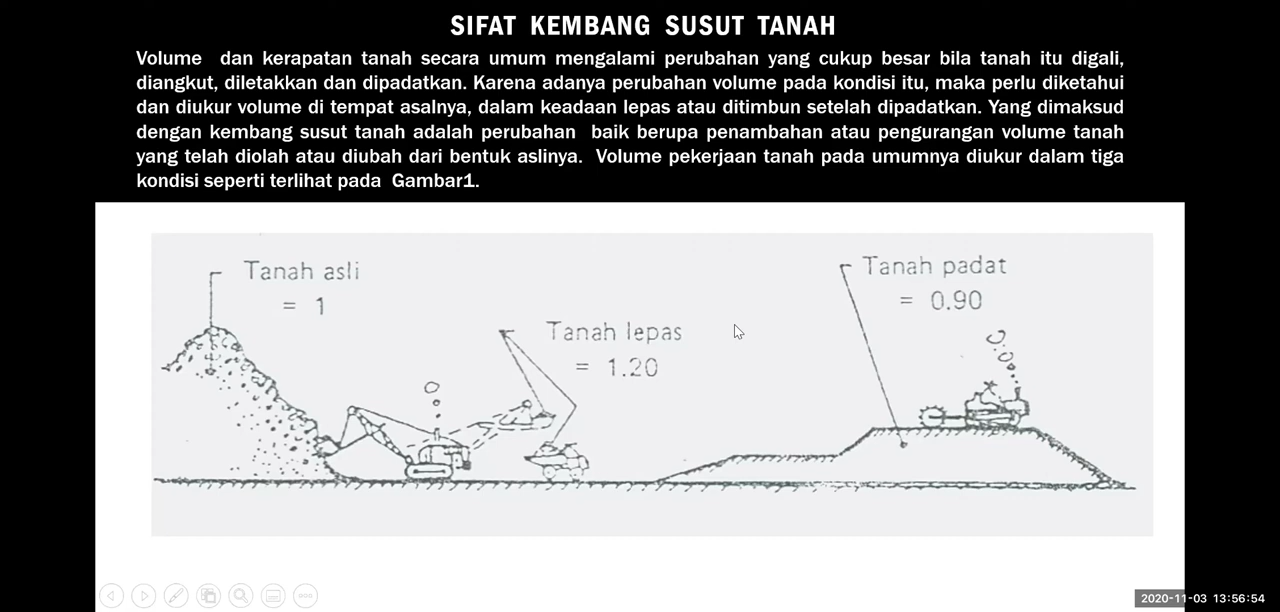 SIFAT KEMBANG SUSUT TANAH
Volume dan kerapatan tanah secara umum mengalami perubahan yang cukup besar bila tanah itu digali,
diangkut, diletakkan dan dipadatkan. Karena adanya perubahan volume pada kondisi itu, maka perlu diketahui
dan diukur volume di tempat asalnya, dalam keadaan lepas atau ditimbun setelah dipadatkan. Yang dimaksud
dengan kembang susut tanah adalah perubahan baik berupa penambahan atau pengurangan volume tanah
yang telah diolah atau diubah dari bentuk aslinya. Volume pekerjaan tanah pada umumnya diukur dalam tiga
kondisi seperti terlihat pada Gambar1.
Tanah asli
= 1
Tanah lepas
= 1.20
Tanah padat
= 0.90
2020-11-03 13:56:54